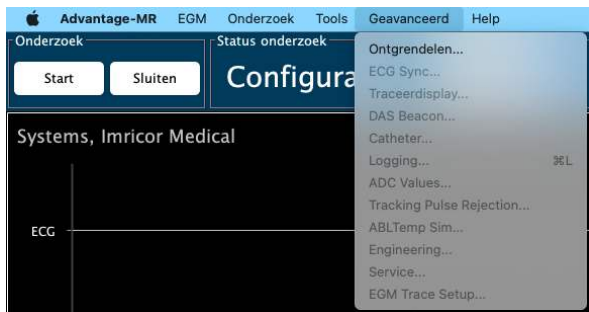 Advantage-MR EGM Onderzoek Tools Geavanceerd Help
Onderzoek
Status onderzoek
Start
Sluiten
Configura
Ontgrendelen...
ECG Sync...
Traceerdisplay...
DAS Beacon...
Catheter...
Logging... ⌘L
ADC Values...
Tracking Pulse Rejection...
ABLTemp Sim...
Engineering...
Service...
EGM Trace Setup...
Systems, Imricor Medical
ECG